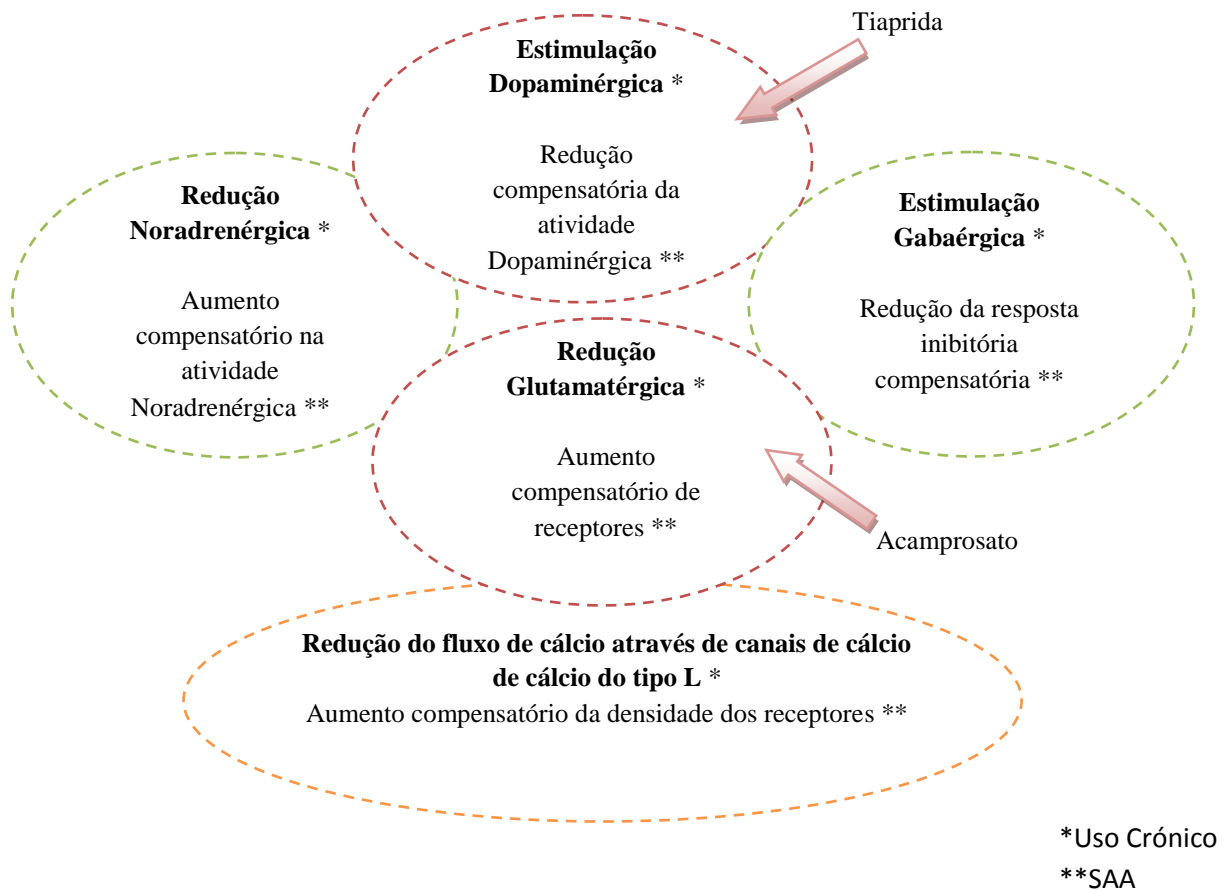 Tiaprida
Estimulação
Dopaminérgica *
Redução
compensatória da
atividade
Dopaminérgica **
Redução
Noradrenérgica *
Aumento
compensatório na
atividade
Noradrenérgica **
Estimulação
Gabaérgica *
Redução da resposta
inibitória
compensatória **
Redução
Glutamatérgica *
Aumento
compensatório de
receptores **
Acamprosato
Redução do fluxo de cálcio através de canais de cálcio
de cálcio do tipo L *
Aumento compensatório da densidade dos receptores **
*Uso Crónico
**SAA